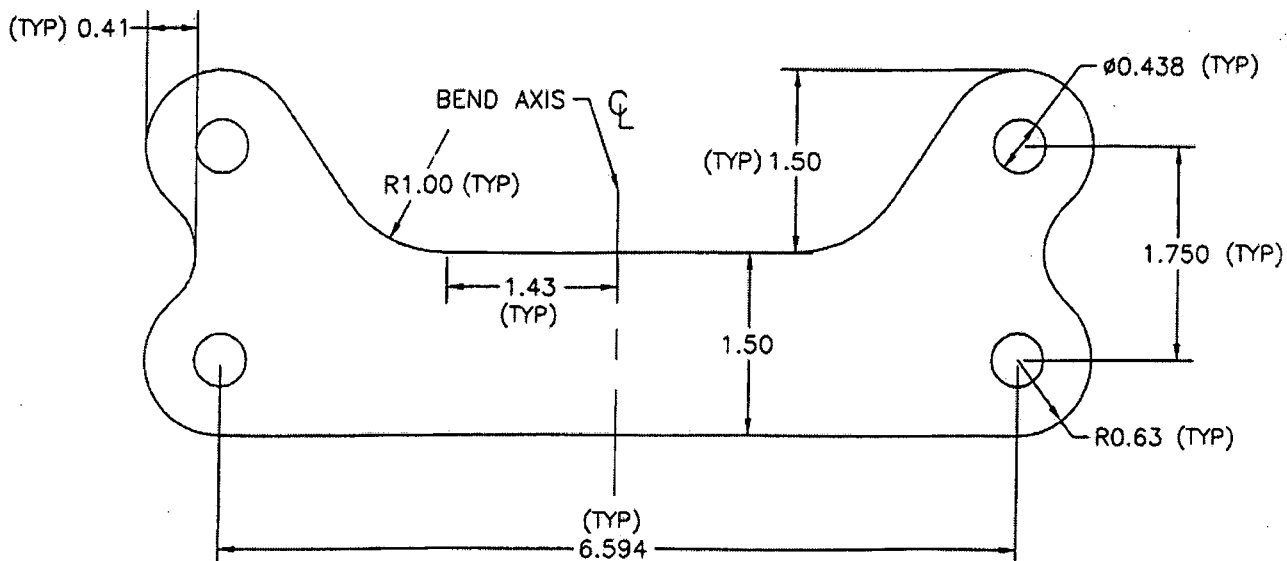 (TYP) 0.41
⌀0.438 (TYP)
BEND AXIS ℄
(TYP) 1.50
R1.00 (TYP)
1.750 (TYP)
1.43
(TYP)
1.50
R0.63 (TYP)
(TYP)
6.594